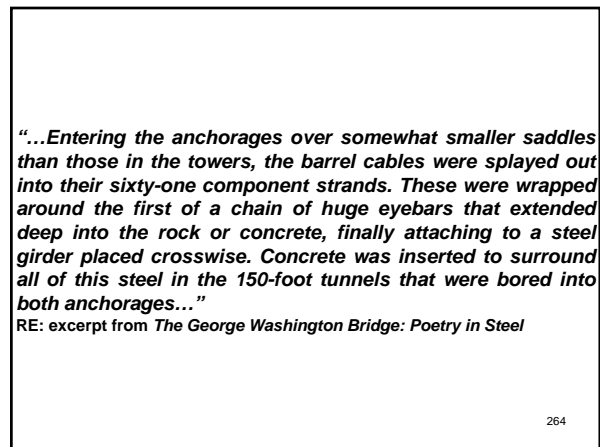 “…Entering the anchorages over somewhat smaller saddles
than those in the towers, the barrel cables were splayed out
into their sixty-one component strands. These were wrapped
around the first of a chain of huge eyebars that extended
deep into the rock or concrete, finally attaching to a steel
girder placed crosswise. Concrete was inserted to surround
all of this steel in the 150-foot tunnels that were bored into
both anchorages…”
RE: excerpt from The George Washington Bridge: Poetry in Steel
264